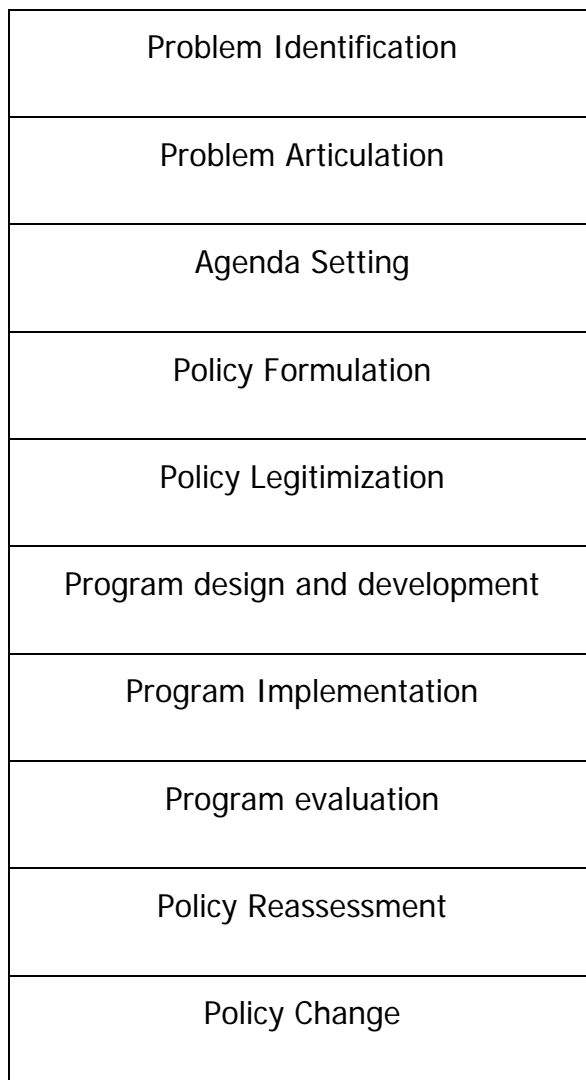 Problem Identification
Problem Articulation
Agenda Setting
Policy Formulation
Policy Legitimization
Program design and development
Program Implementation
Program evaluation
Policy Reassessment
Policy Change